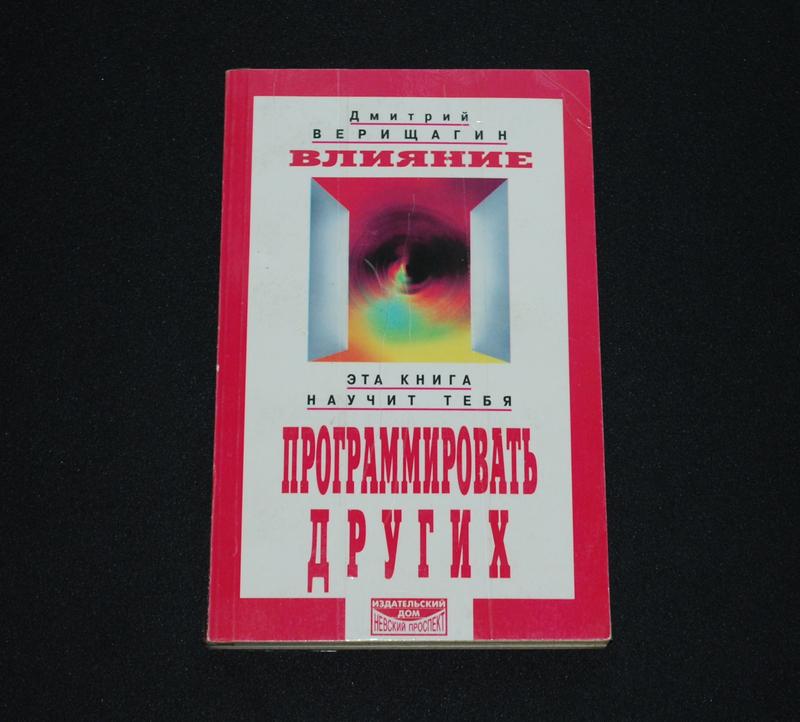 Дмитрий
ВЕРИЩАГИН
ВЛИЯНИЕ
ЭТА КНИГА
НАУЧИТ ТЕБЯ
ПРОГРАММИРОВАТЬ
ДРУГИХ
ИЗДАТЕЛЬСКИЙ
ДОМ
НЕВСКИЙ ПРОСПЕКТ